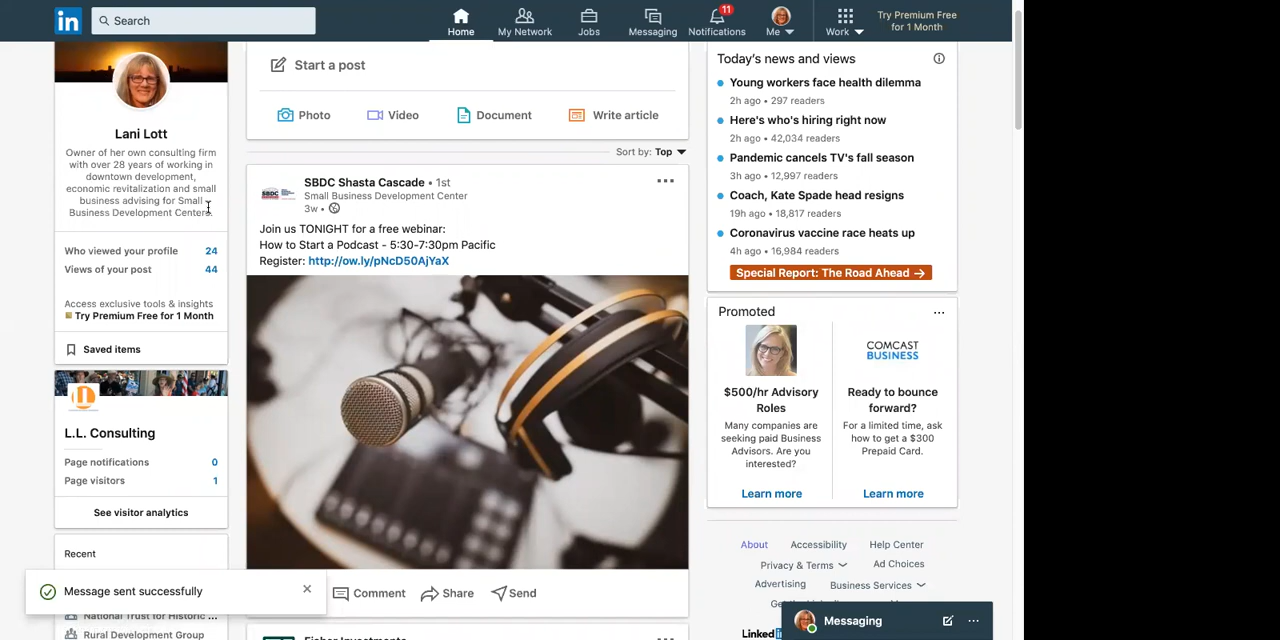 in
Search
Home
My Network
Jobs
Messaging
11
Notifications
Me
Work
Try Premium Free
for 1 Month
Lani Lott
Owner of her own consulting firm
with over 28 years of working in
downtown development,
economic revitalization and small
business advising for Small
Business Development Centers.
Who viewed your profile 24
Views of your post 44
Access exclusive tools & insights
Try Premium Free for 1 Month
Saved items
L.L. Consulting
Page notifications 0
Page visitors 1
See visitor analytics
Recent
National Trust for Historic ...
Rural Development Group
Message sent successfully
Start a post
Photo
Video
Document
Write article
Sort by: Top
SBDC
SBDC Shasta Cascade • 1st
Small Business Development Center
3w •
Join us TONIGHT for a free webinar:
How to Start a Podcast - 5:30-7:30pm Pacific
Register: http://ow.ly/pNcD50AjYaX
Comment
Share
Send
Fisher Investments
Today's news and views
Young workers face health dilemma
2h ago • 297 readers
Here's who's hiring right now
2h ago • 42,034 readers
Pandemic cancels TV's fall season
3h ago • 12,997 readers
Coach, Kate Spade head resigns
19h ago • 18,817 readers
Coronavirus vaccine race heats up
4h ago • 16,984 readers
Special Report: The Road Ahead →
Promoted
$500/hr Advisory
Roles
Many companies are
seeking paid Business
Advisors. Are you
interested?
Learn more
COMCAST
BUSINESS
Ready to bounce
forward?
For a limited time, ask
how to get a $300
Prepaid Card.
Learn more
About
Accessibility
Help Center
Privacy & Terms
Ad Choices
Advertising
Business Services
Linked
Messaging